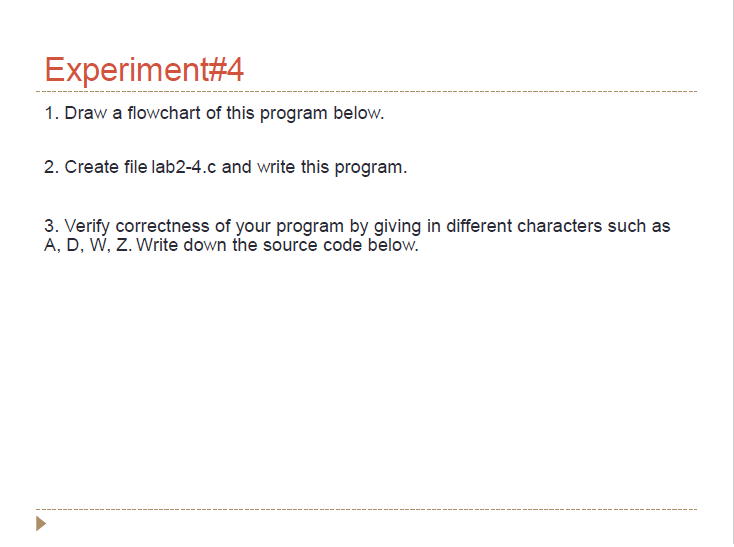 Experiment#4
1. Draw a flowchart of this program below.
2. Create file lab2-4.c and write this program.
3. Verify correctness of your program by giving in different characters such as
A, D, W, Z. Write down the source code below.